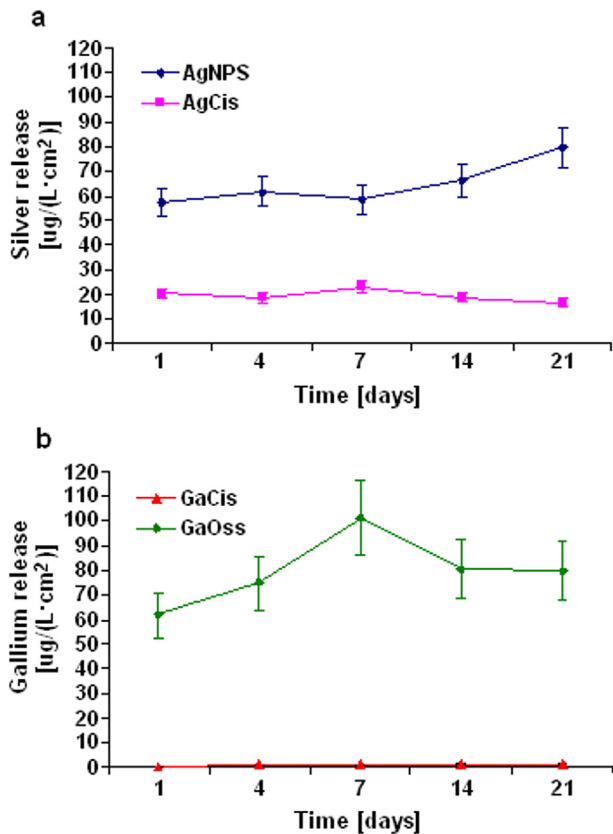 a
Silver release
[ug/(L·cm²)]
120
110
100
90
80
70
60
50
40
30
20
10
0
AgNPS
AgCis
1 4 7 14 21
Time [days]
b
Gallium release
[ug/(L·cm²)]
120
110
100
90
80
70
60
50
40
30
20
10
0
GaCis
GaOss
1 4 7 14 21
Time [days]